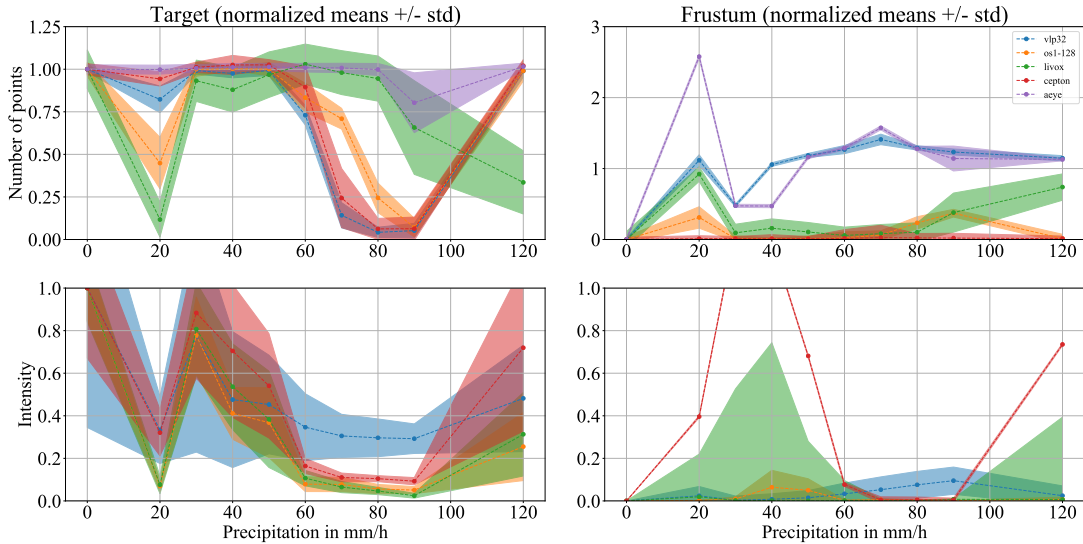 Target (normalized means +/- std)
Frustum (normalized means +/- std)
Number of points
1.25
1.00
0.75
0.50
0.25
0.00
0 20 40 60 80 100 120
3
2
1
0
0 20 40 60 80 100 120
vlp32
os1-128
livox
cepton
aeye
Intensity
1.0
0.8
0.6
0.4
0.2
0.0
0 20 40 60 80 100 120
Precipitation in mm/h
1.0
0.8
0.6
0.4
0.2
0.0
0 20 40 60 80 100 120
Precipitation in mm/h